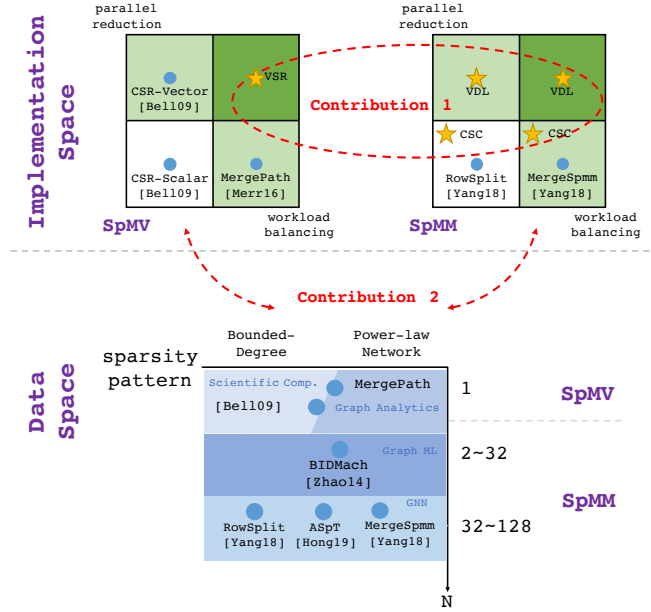 parallel
reduction
parallel
reduction
Implementation
Space
CSR-Vector
[Bell09]
VSR
Contribution 1
VDL
VDL
CSC
CSC
CSR-Scalar
[Bell09]
MergePath
[Merr16]
RowSplit
[Yang18]
MergeSpmm
[Yang18]
SpMV
workload
balancing
SpMM
workload
balancing
Contribution 2
Bounded-
Degree
Power-law
Network
sparsity
pattern
Data
Space
Scientific Comp.
MergePath
1
[Bell09]
Graph Analytics
SpMV
Graph ML
2~32
BIDMach
[Zhao14]
SpMM
GNN
32~128
RowSplit
[Yang18]
ASpT
[Hong19]
MergeSpmm
[Yang18]
N